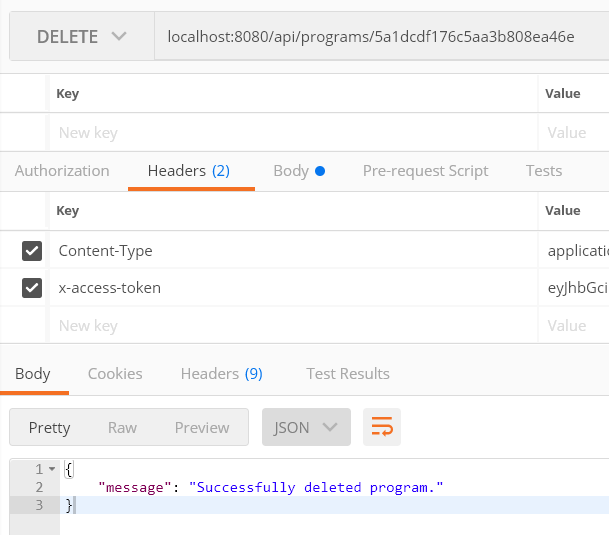 DELETE localhost:8080/api/programs/5a1dcdf176c5aa3b808ea46e
Key Value
New key Value
Authorization Headers (2) Body Pre-request Script Tests
Key Value
Content-Type applicatio
x-access-token eyJhbGci
New key Value
Body Cookies Headers (9) Test Results
Pretty Raw Preview JSON
1 {
2 "message": "Successfully deleted program."
3 }